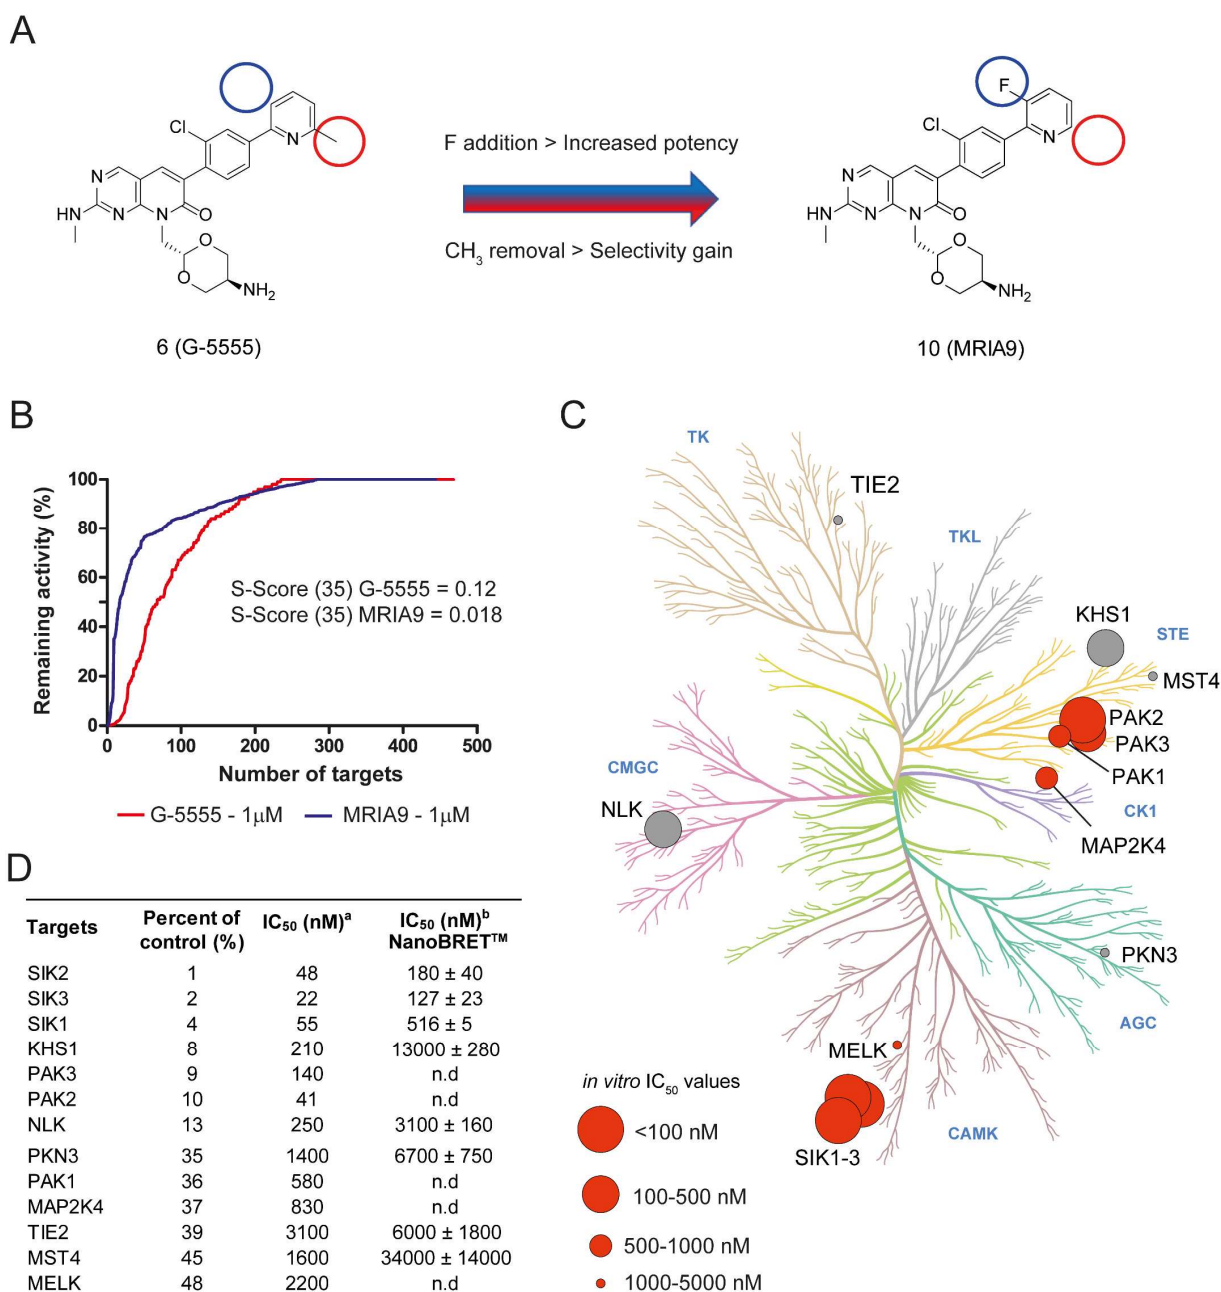 A
Cl
N
N
N
HN
N
N
O
O
O
NH2
6 (G-5555)
F addition > Increased potency
CH3 removal > Selectivity gain
F
Cl
N
N
HN
N
N
O
O
O
NH2
10 (MRIA9)
B
Remaining activity (%)
100
80
60
40
20
0
0 100 200 300 400 500
Number of targets
S-Score (35) G-5555 = 0.12
S-Score (35) MRIA9 = 0.018
G-5555 - 1μM MRIA9 - 1μM
C
TK
TIE2
TKL
KHS1
STE
MST4
PAK2
PAK3
PAK1
CMGC
NLK
CK1
MAP2K4
PKN3
AGC
MELK
CAMK
SIK1-3
in vitro IC50 values
<100 nM
100-500 nM
500-1000 nM
1000-5000 nM
D
Targets Percent of control (%) IC50 (nM)a IC50 (nM)b NanoBRET™
SIK2 1 48 180 ± 40
SIK3 2 22 127 ± 23
SIK1 4 55 516 ± 5
KHS1 8 210 13000 ± 280
PAK3 9 140 n.d
PAK2 10 41 n.d
NLK 13 250 3100 ± 160
PKN3 35 1400 6700 ± 750
PAK1 36 580 n.d
MAP2K4 37 830 n.d
TIE2 39 3100 6000 ± 1800
MST4 45 1600 34000 ± 14000
MELK 48 2200 n.d